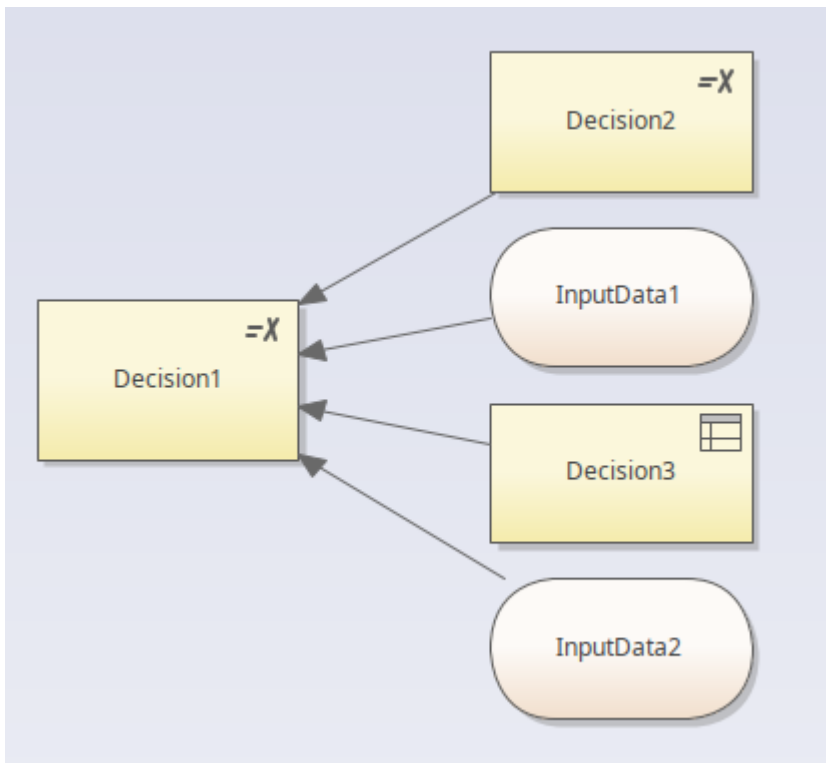 =X
Decision2
InputData1
=X
Decision1
Decision3
InputData2